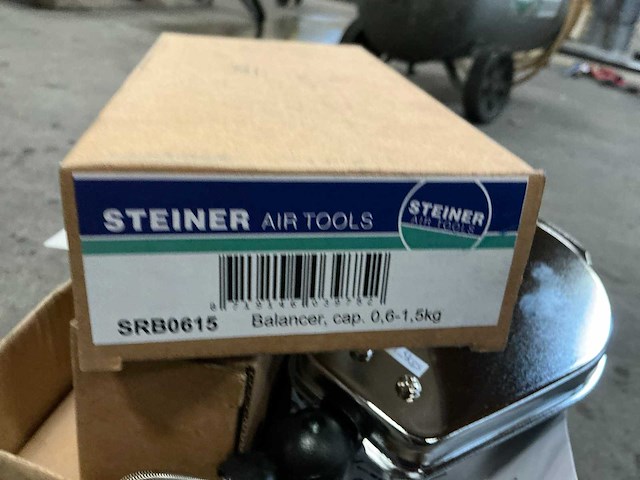 STEINER AIR TOOLS
STEINER
AIR TOOLS
SRB0615
Balancer, cap. 0,6-1,5kg